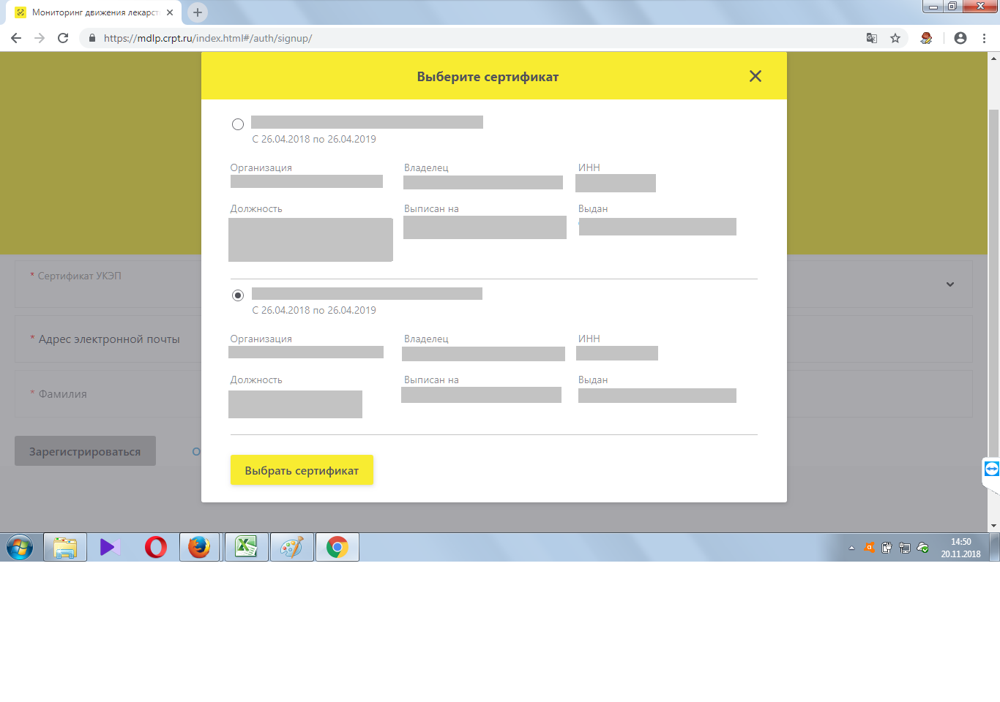 Мониторинг движения лекарст
https://mdlp.crpt.ru/index.html#/auth/signup/
Выберите сертификат
С 26.04.2018 по 26.04.2019
Организация Владелец ИНН
Должность Выписан на Выдан
* Сертификат УКЭП
С 26.04.2018 по 26.04.2019
* Адрес электронной почты
Организация Владелец ИНН
Должность Выписан на Выдан
* Фамилия
Зарегистрироваться О
Выбрать сертификат
14:50
20.11.2018